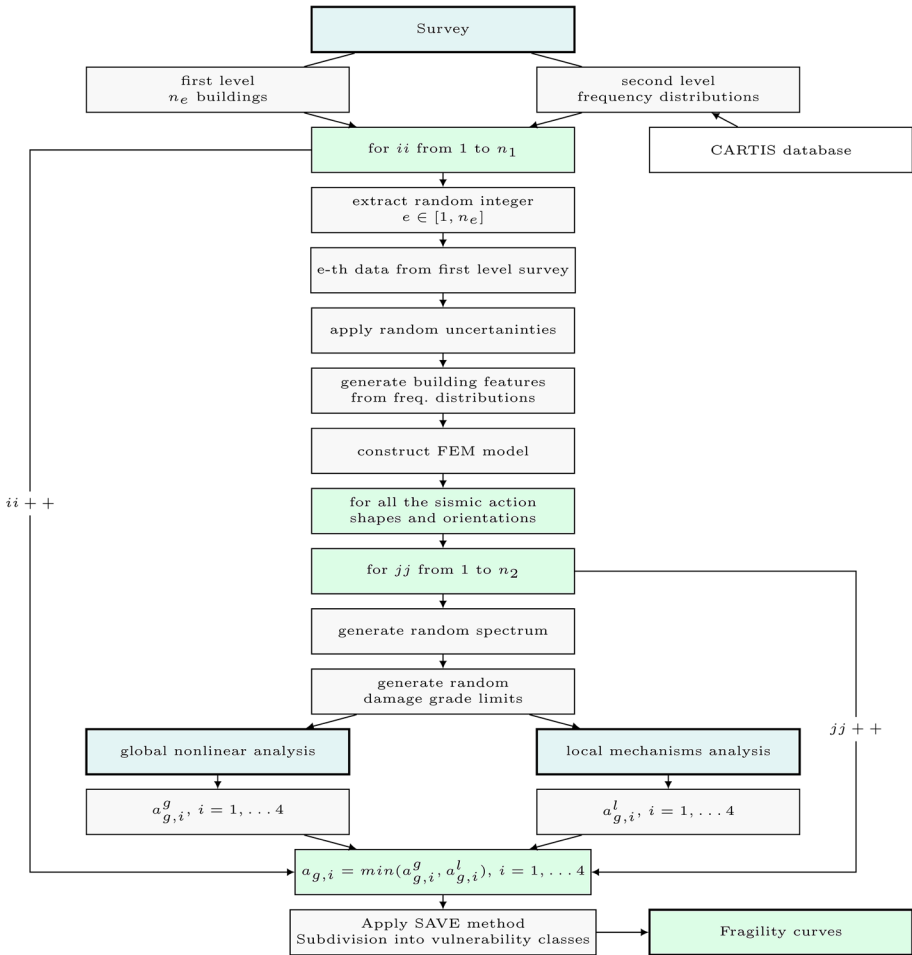 Survey
first level
n_e buildings
second level
frequency distributions
for ii from 1 to n_1
CARTIS database
extract random integer
e ∈ [1, n_e]
e-th data from first level survey
apply random uncertaninties
generate building features
from freq. distributions
construct FEM model
ii + +
for all the sismic action
shapes and orientations
for jj from 1 to n_2
generate random spectrum
generate random
damage grade limits
jj + +
global nonlinear analysis
local mechanisms analysis
a^g_{g,i}, i = 1, . . . 4
a^l_{g,i}, i = 1, . . . 4
a_{g,i} = min(a^g_{g,i}, a^l_{g,i}), i = 1, . . . 4
Apply SAVE method
Subdivision into vulnerability classes
Fragility curves